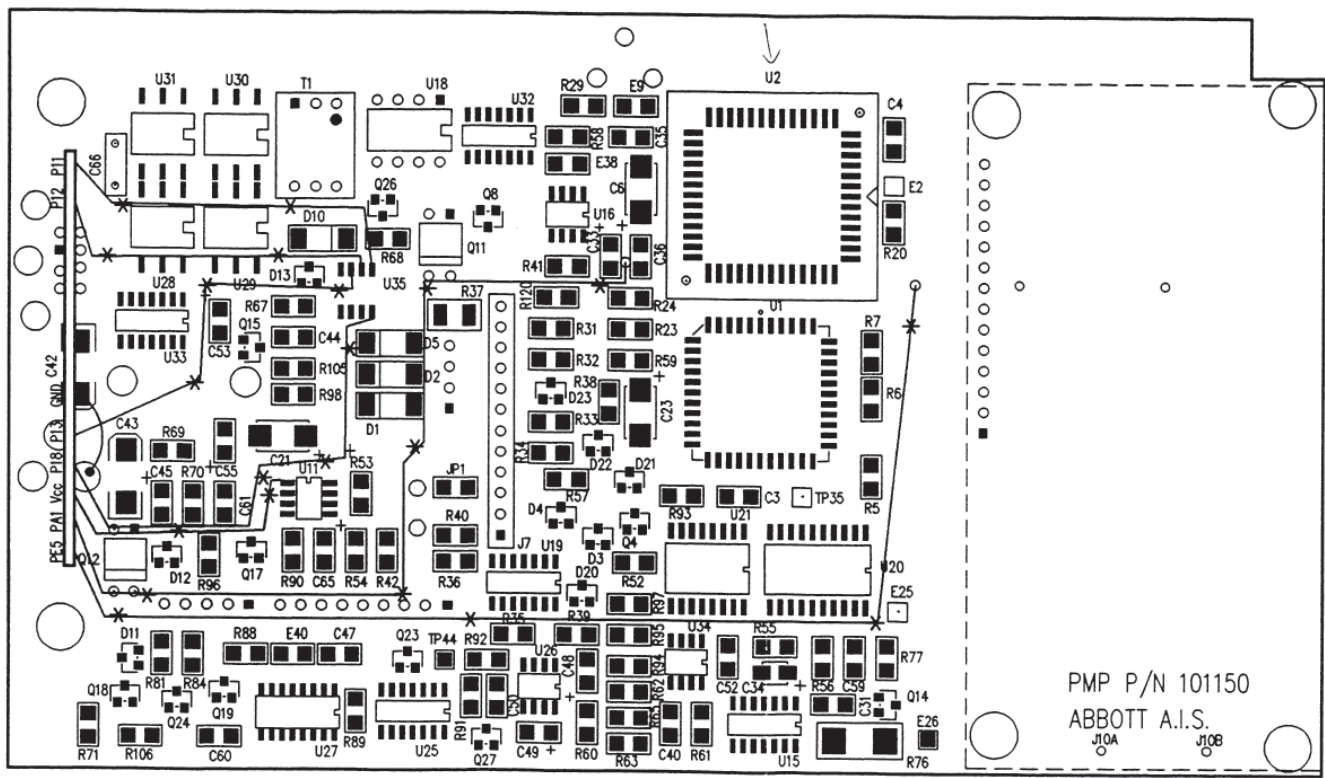 U31 U30 T1 U18 U32 R29 E9 U2 C4
R58 C35
E38
C66 P11
Q26 Q8 C6 E2
P12
D10 U16 R20
R68 Q11 C33 C36
R41
D13
U28 U29 U35 R120 R24
R67 R37 U1
Q15 R31 R23 R7
C53 C44 D5
U33 R32 R59
GND C42 R105 D2 R38 R6
R98 D23
C43 P13 D1 R33 C23
R69 R34
C21 D22 D21
P18 U11 R53 JP1
C45 R70 C55 R57
Vcc C61 R93 U21 C3 TP35 R5
D4
PE5 PA1 R40 Q4
Q12 D3
D12 R96 Q17 R90 C65 R54 R42 R36 J7 U19 R52 U20
D20
R97 E25
D11 R88 E40 C47 Q23 TP44 R92 R35 R39 R95 U34 R55
R81 R84 U26 C48 R94 R77
Q18 R62 C52 C34 R56 C59
Q24 Q19 C50 R65 C31 Q14
PMP P/N 101150
ABBOTT A.I.S.
R71 R106 C60 U27 R89 U25 R91 Q27 C49 R60 R63 C40 R61 U15 R76 E26
J10A J10B